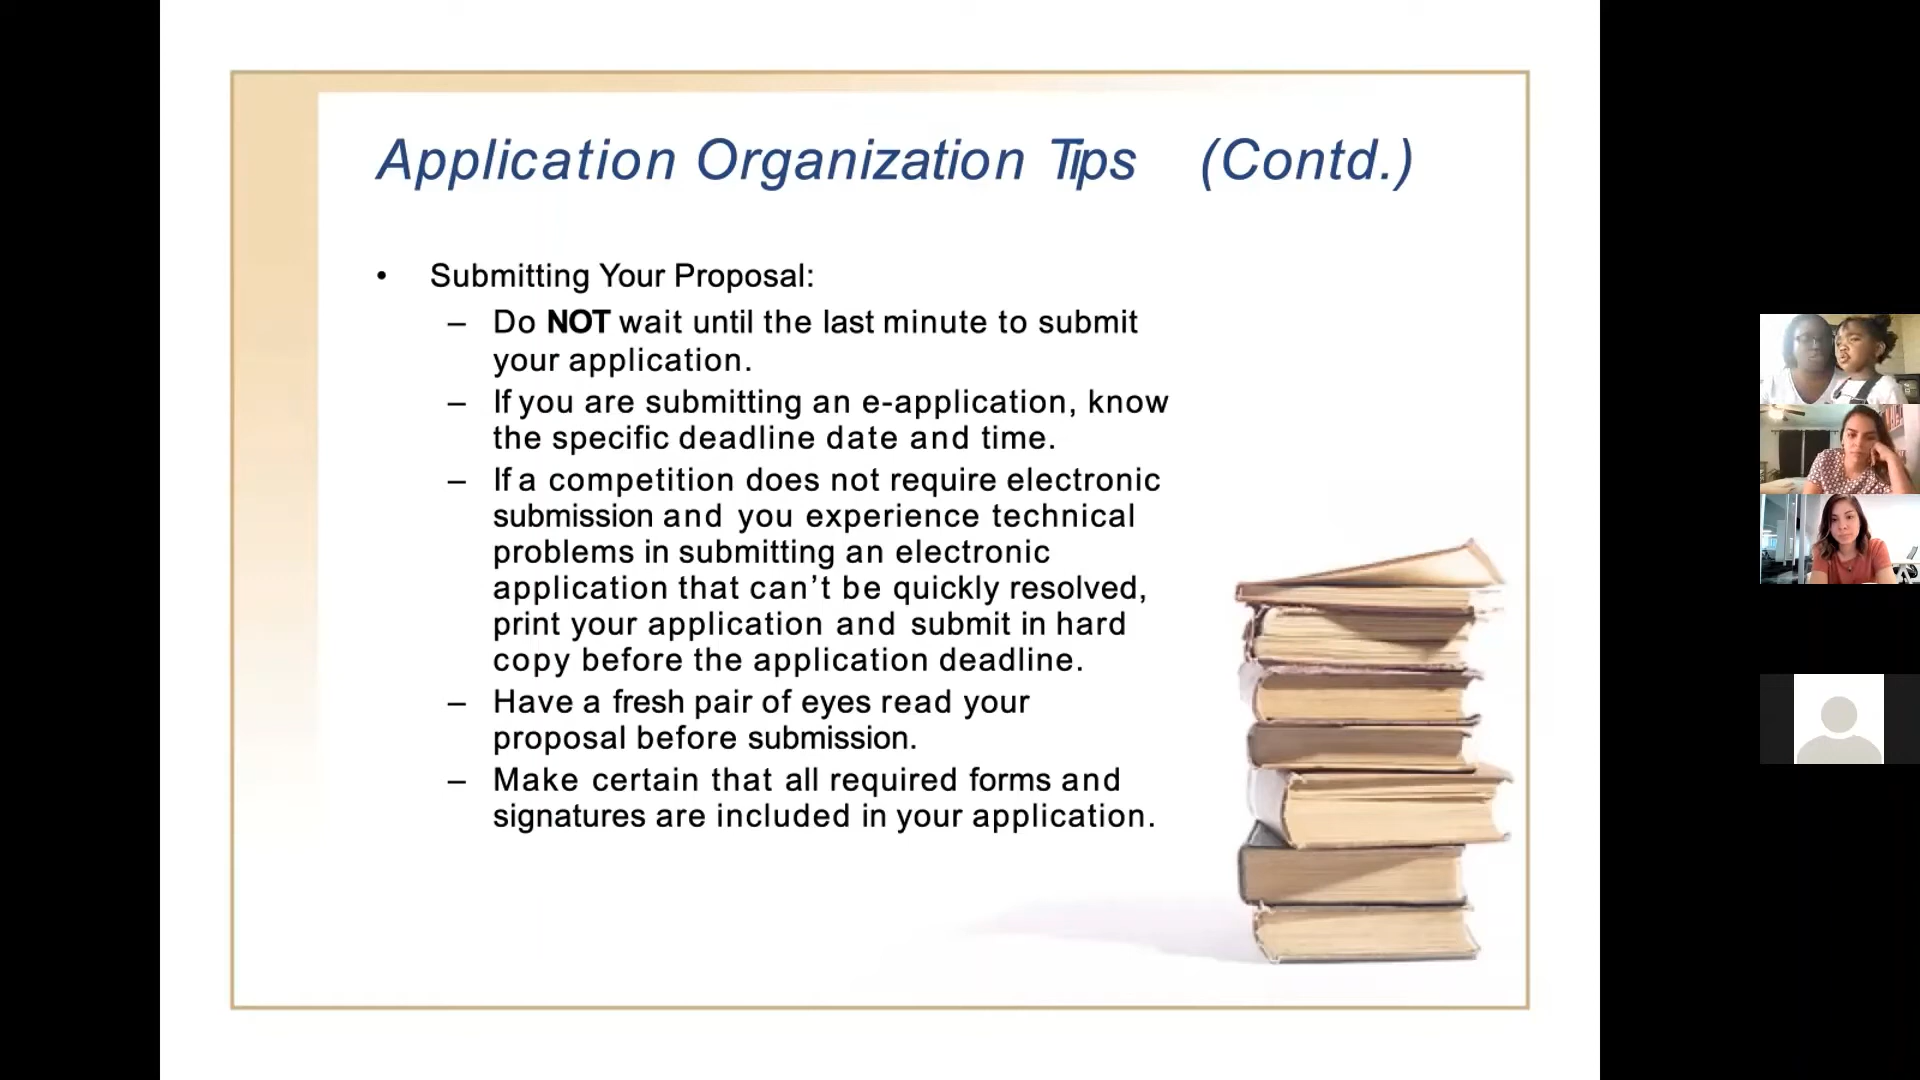 Application Organization Tips (Contd.)
• Submitting Your Proposal:
– Do NOT wait until the last minute to submit
your application.
– If you are submitting an e-application, know
the specific deadline date and time.
– If a competition does not require electronic
submission and you experience technical
problems in submitting an electronic
application that can’t be quickly resolved,
print your application and submit in hard
copy before the application deadline.
– Have a fresh pair of eyes read your
proposal before submission.
– Make certain that all required forms and
signatures are included in your application.